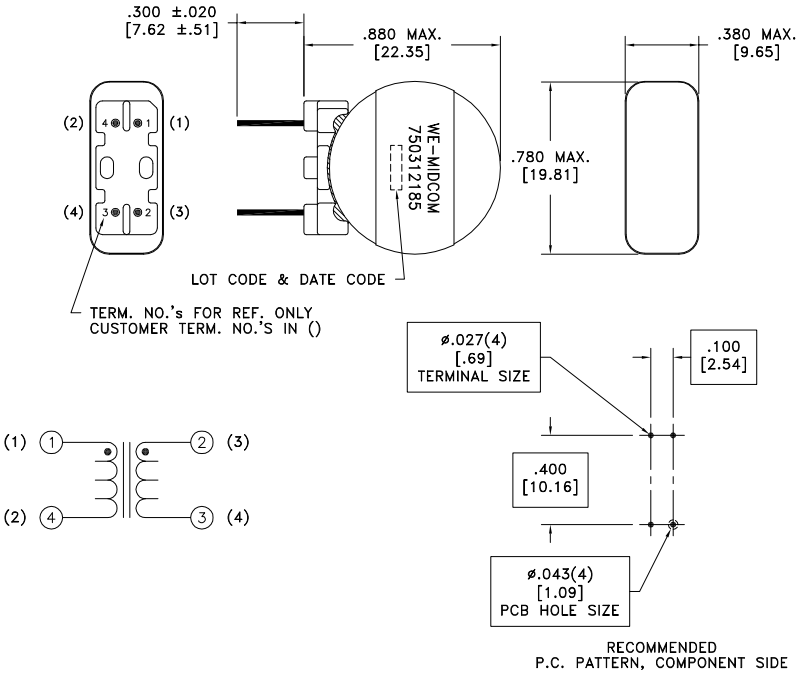 .300 ±.020
[7.62 ±.51]
.880 MAX.
[22.35]
.380 MAX.
[9.65]
(2) 4 1 (1)
(4) 3 2 (3)
WE-MIDCOM
750312185
.780 MAX.
[19.81]
LOT CODE & DATE CODE
TERM. NO.'s FOR REF. ONLY
CUSTOMER TERM. NO.'S IN ()
ø.027(4)
[.69]
TERMINAL SIZE
.100
[2.54]
(1) 1 2 (3)
(2) 4 3 (4)
.400
[10.16]
ø.043(4)
[1.09]
PCB HOLE SIZE
RECOMMENDED
P.C. PATTERN, COMPONENT SIDE